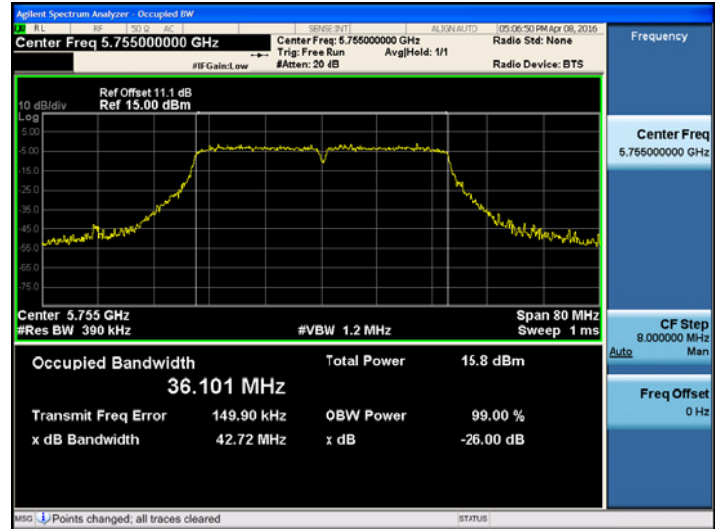 Agilent Spectrum Analyzer - Occupied BW
RL RF 50 Ω AC SENSE:INT ALIGN AUTO 05:06:50 PM Apr 08, 2016
Center Freq 5.755000000 GHz
Center Freq: 5.755000000 GHz
Radio Std: None
Trig: Free Run Avg|Hold: 1/1
#IFGain:Low #Atten: 20 dB Radio Device: BTS
Frequency
Ref Offset 11.1 dB
10 dB/div Ref 15.00 dBm
Log
5.00
-5.00
-15.0
-25.0
-35.0
-45.0
-55.0
-65.0
-75.0
Center 5.755 GHz Span 80 MHz
#Res BW 390 kHz #VBW 1.2 MHz Sweep 1 ms
Center Freq
5.755000000 GHz
CF Step
8.000000 MHz
Auto Man
Freq Offset
0 Hz
Occupied Bandwidth Total Power 15.8 dBm
36.101 MHz
Transmit Freq Error 149.90 kHz OBW Power 99.00 %
x dB Bandwidth 42.72 MHz x dB -26.00 dB
MSG Points changed; all traces cleared STATUS